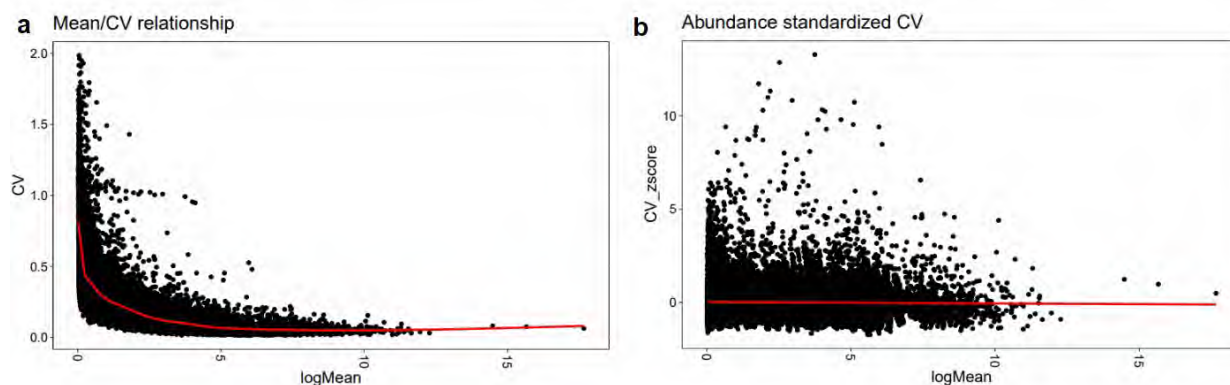 a Mean/CV relationship
2.0
1.5
1.0
0.5
0.0
CV
0 5 10 15
logMean
b Abundance standardized CV
10
5
0
CV_zscore
0 5 10 15
logMean